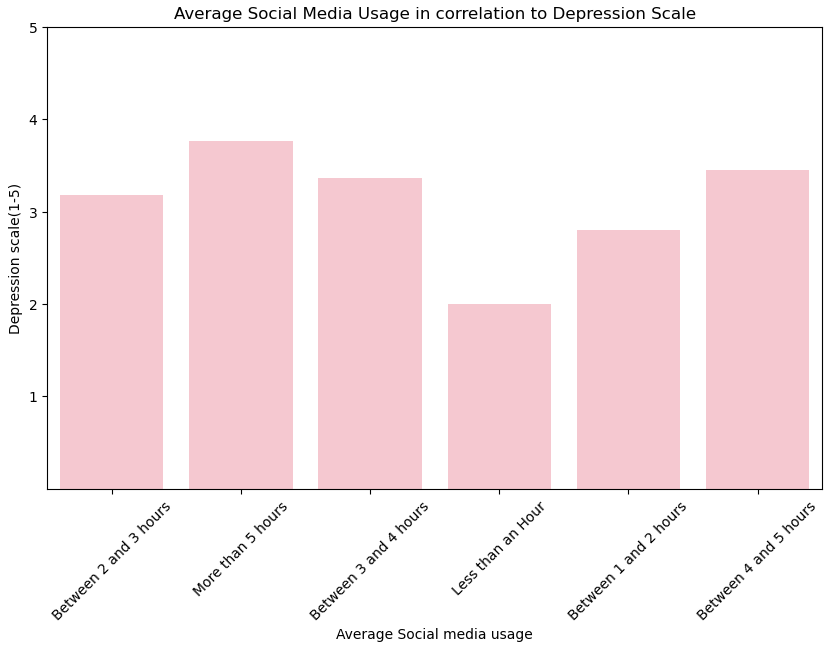 Average Social Media Usage in correlation to Depression Scale
5
4
3
2
1
Depression scale(1-5)
Between 2 and 3 hours
More than 5 hours
Between 3 and 4 hours
Less than an Hour
Between 1 and 2 hours
Between 4 and 5 hours
Average Social media usage